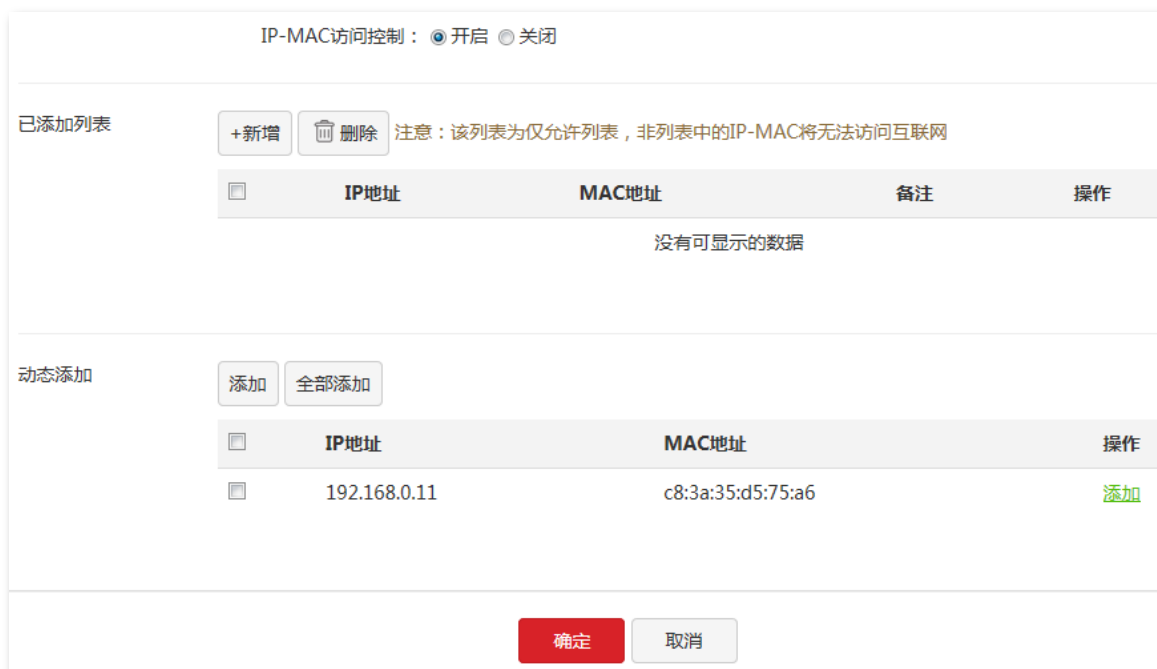 IP-MAC访问控制： 开启 关闭
已添加列表
+新增 删除 注意：该列表为仅允许列表，非列表中的IP-MAC将无法访问互联网
IP地址 MAC地址 备注 操作
没有可显示的数据
动态添加
添加 全部添加
IP地址 MAC地址 操作
192.168.0.11 c8:3a:35:d5:75:a6 添加
确定 取消